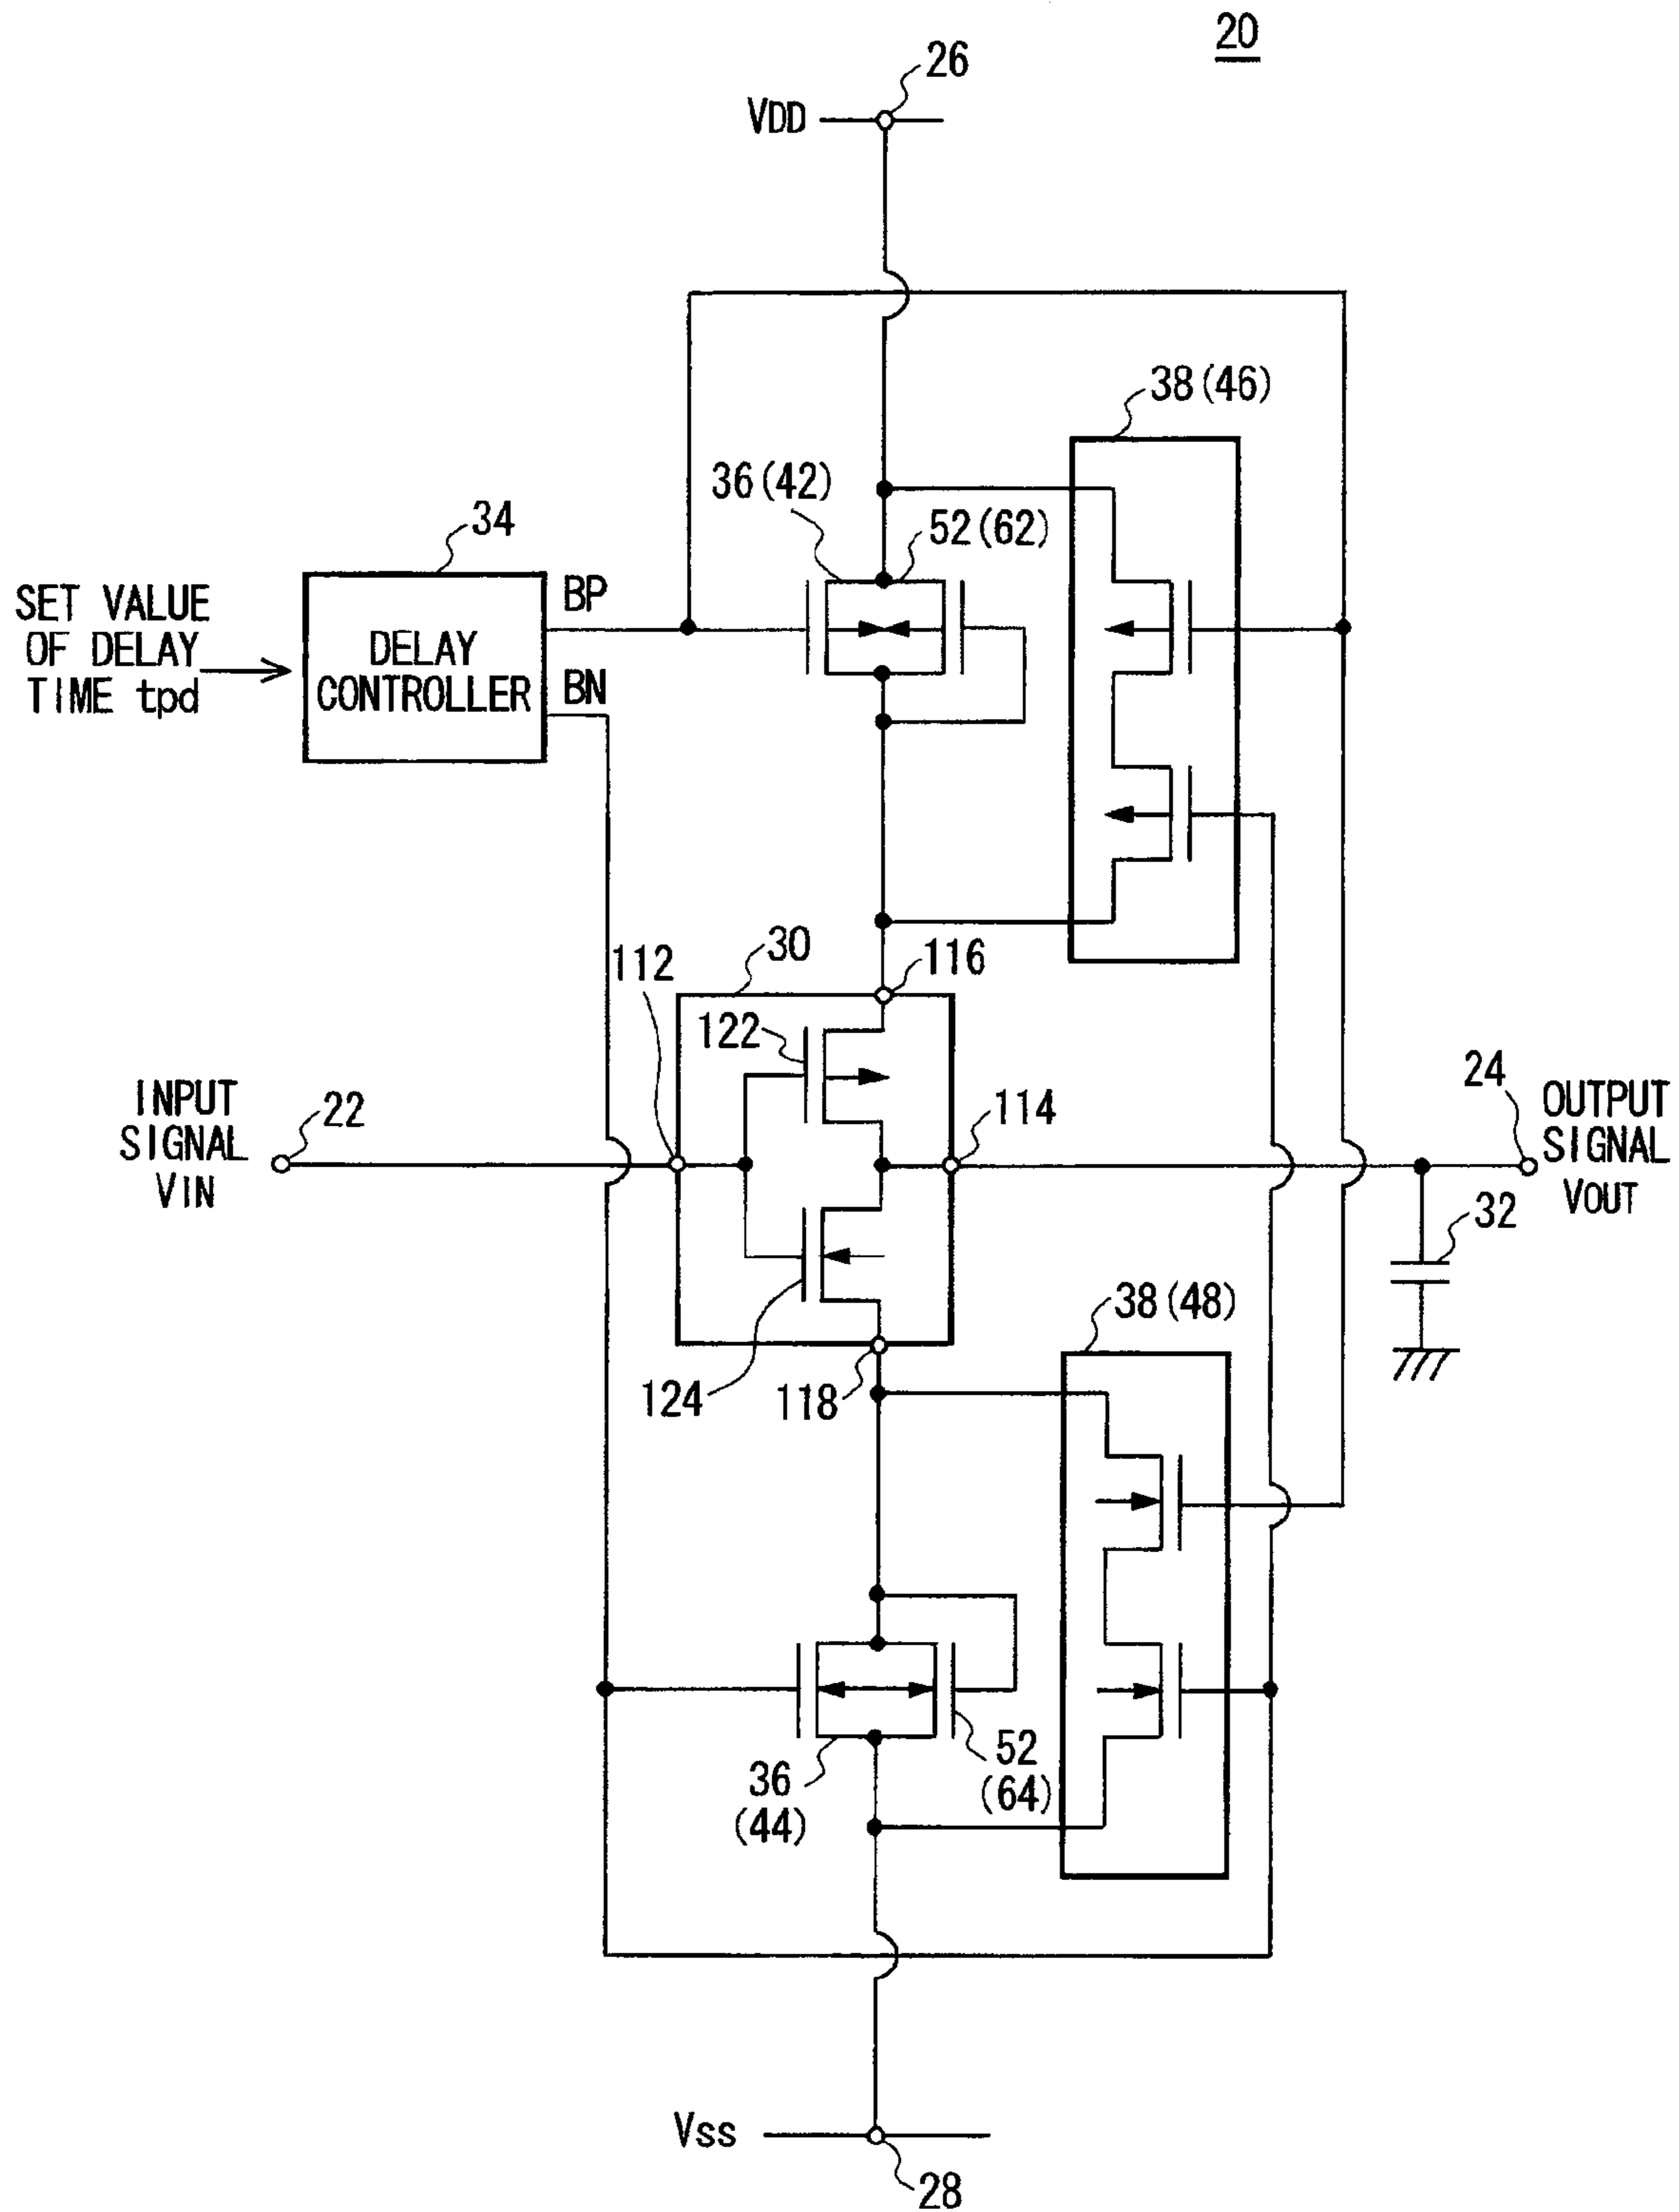 20
26
VDD
38(46)
36(42)
52(62)
34
SET VALUE
OF DELAY
TIME tpd
DELAY
CONTROLLER
BP
BN
30
112
116
122
INPUT
SIGNAL
VIN
22
114
24
OUTPUT
SIGNAL
VOUT
32
38(48)
124
118
52
(64)
36
(44)
VSS
28